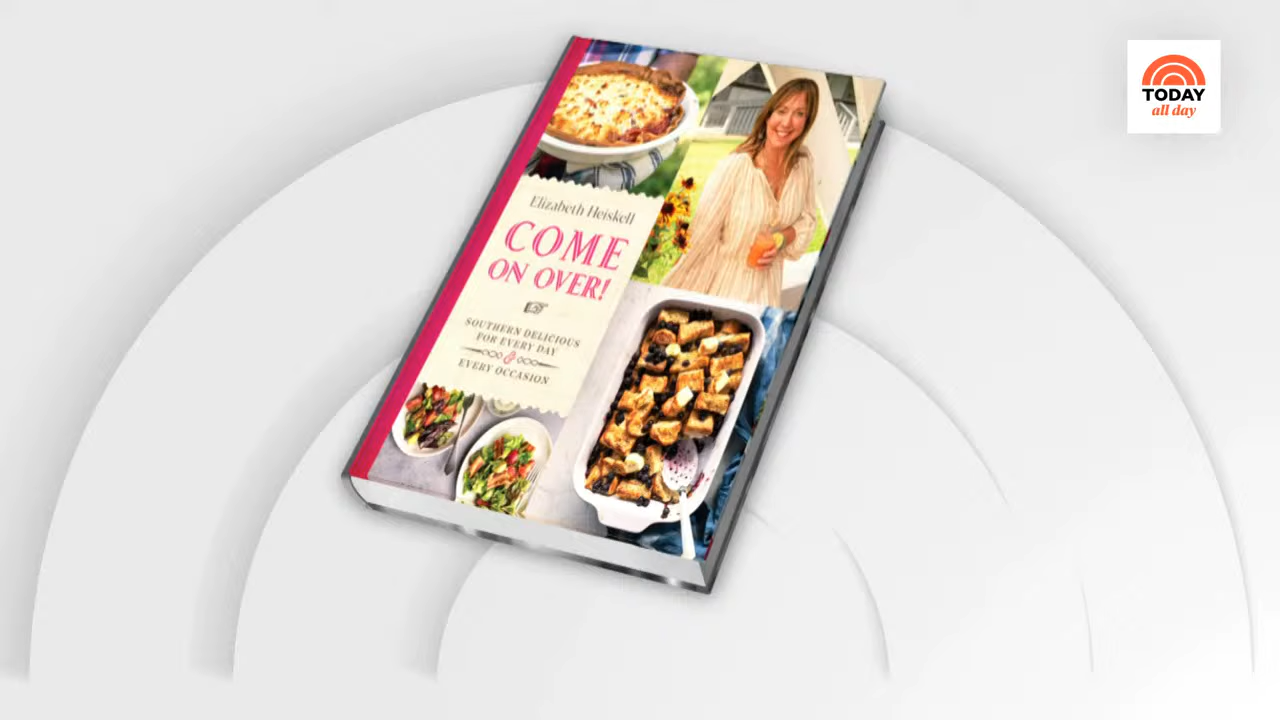 Elizabeth Heiskell
COME
ON OVER!
SOUTHERN DELICIOUS
FOR EVERY DAY
&
EVERY OCCASION
TODAY
all day